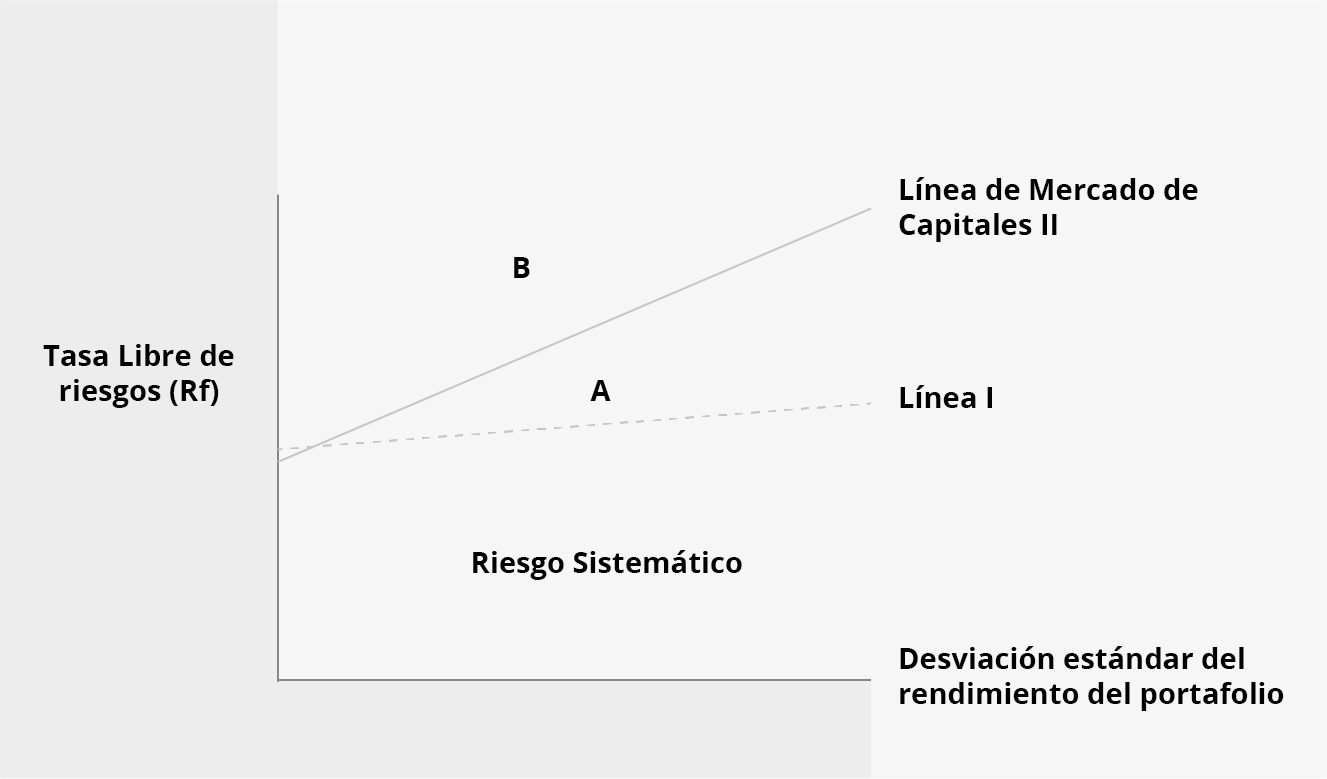 Línea de Mercado de
Capitales II
B
Tasa Libre de
riesgos (Rf)
A
Línea I
Riesgo Sistemático
Desviación estándar del
rendimiento del portafolio